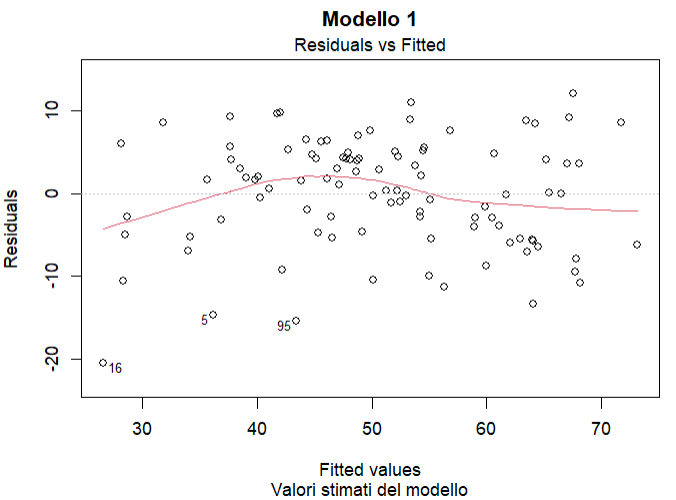 Modello 1
Residuals vs Fitted
Residuals
10
0
-10
-20
5
95
16
30 40 50 60 70
Fitted values
Valori stimati del modello